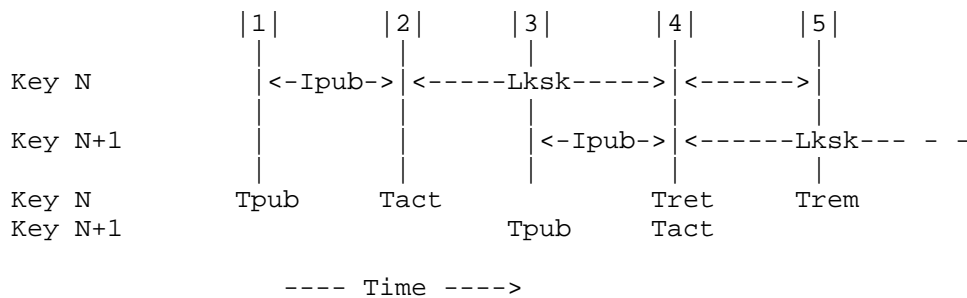 |1| |2| |3| |4| |5|
| | | | |
Key N |<-Ipub->|<-----Lksk----->|<------>|
| | | | |
Key N+1 | | |<-Ipub->|<------Lksk--- - -
| | | | |
Key N Tpub Tact Tret Trem
Key N+1 Tpub Tact
---- Time ---->